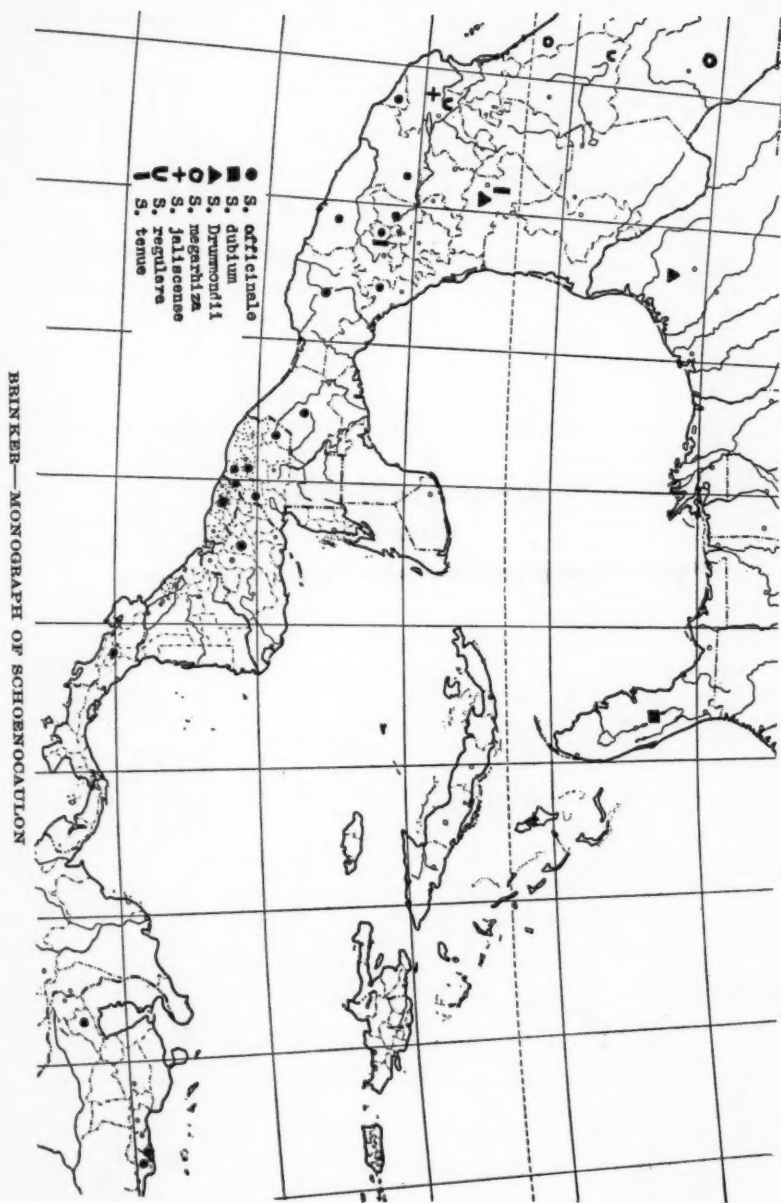 ● S. officinale
■ S. dubium
▲ S. Drummondii
O S. megarhiza
+ S. jaliscense
U S. regulare
I S. tenue
BRINKER—MONOGRAPH OF SCHOENOCAULON